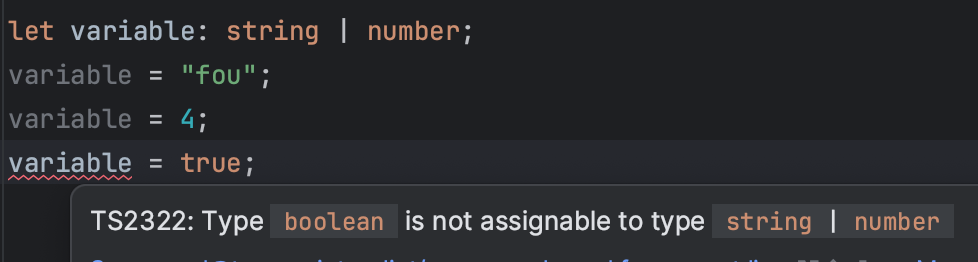 let variable: string | number;
variable = "fou";
variable = 4;
variable = true;
TS2322: Type boolean is not assignable to type string | number